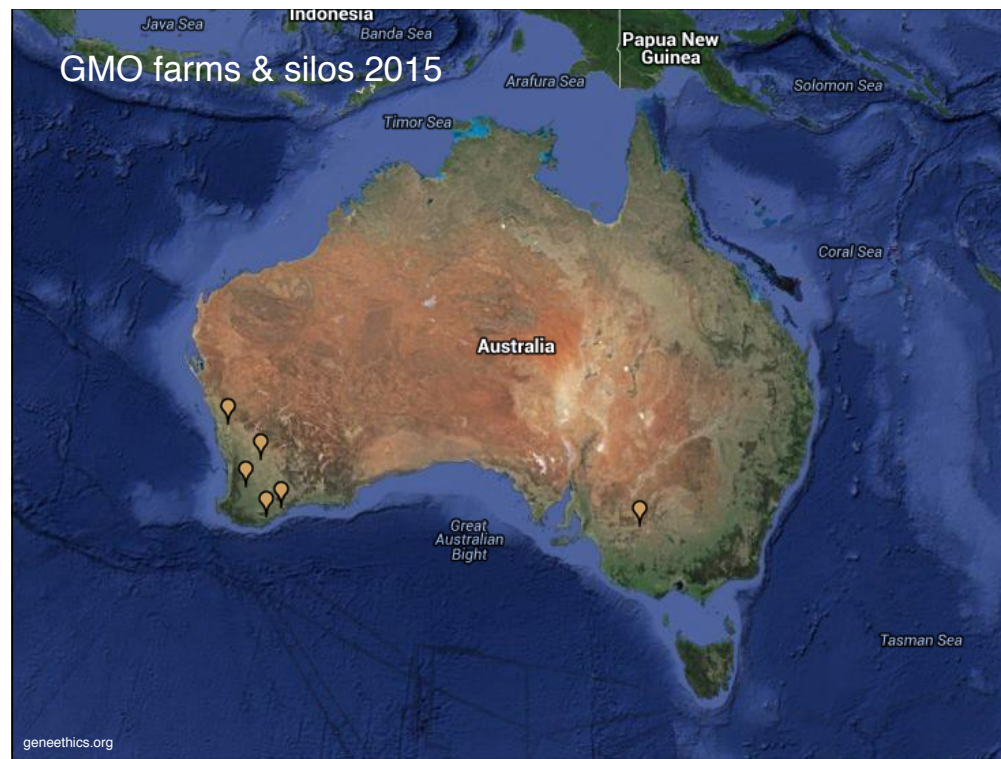 Indonesia
Java Sea
Banda Sea
Papua New
Guinea
GMO farms & silos 2015
Arafura Sea
Solomon Sea
Timor Sea
Coral Sea
Australia
Great
Australian
Bight
Tasman Sea
geneethics.org